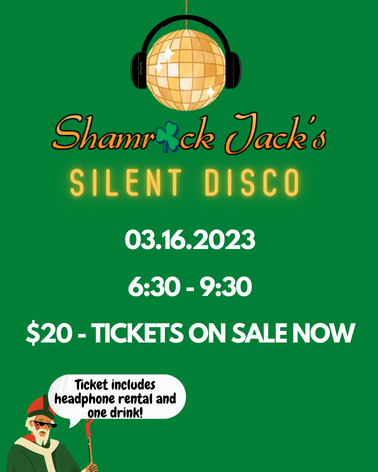 Shamrock Jack's
SILENT DISCO
03.16.2023
6:30 - 9:30
$20 - TICKETS ON SALE NOW
Ticket includes
headphone rental and
one drink!